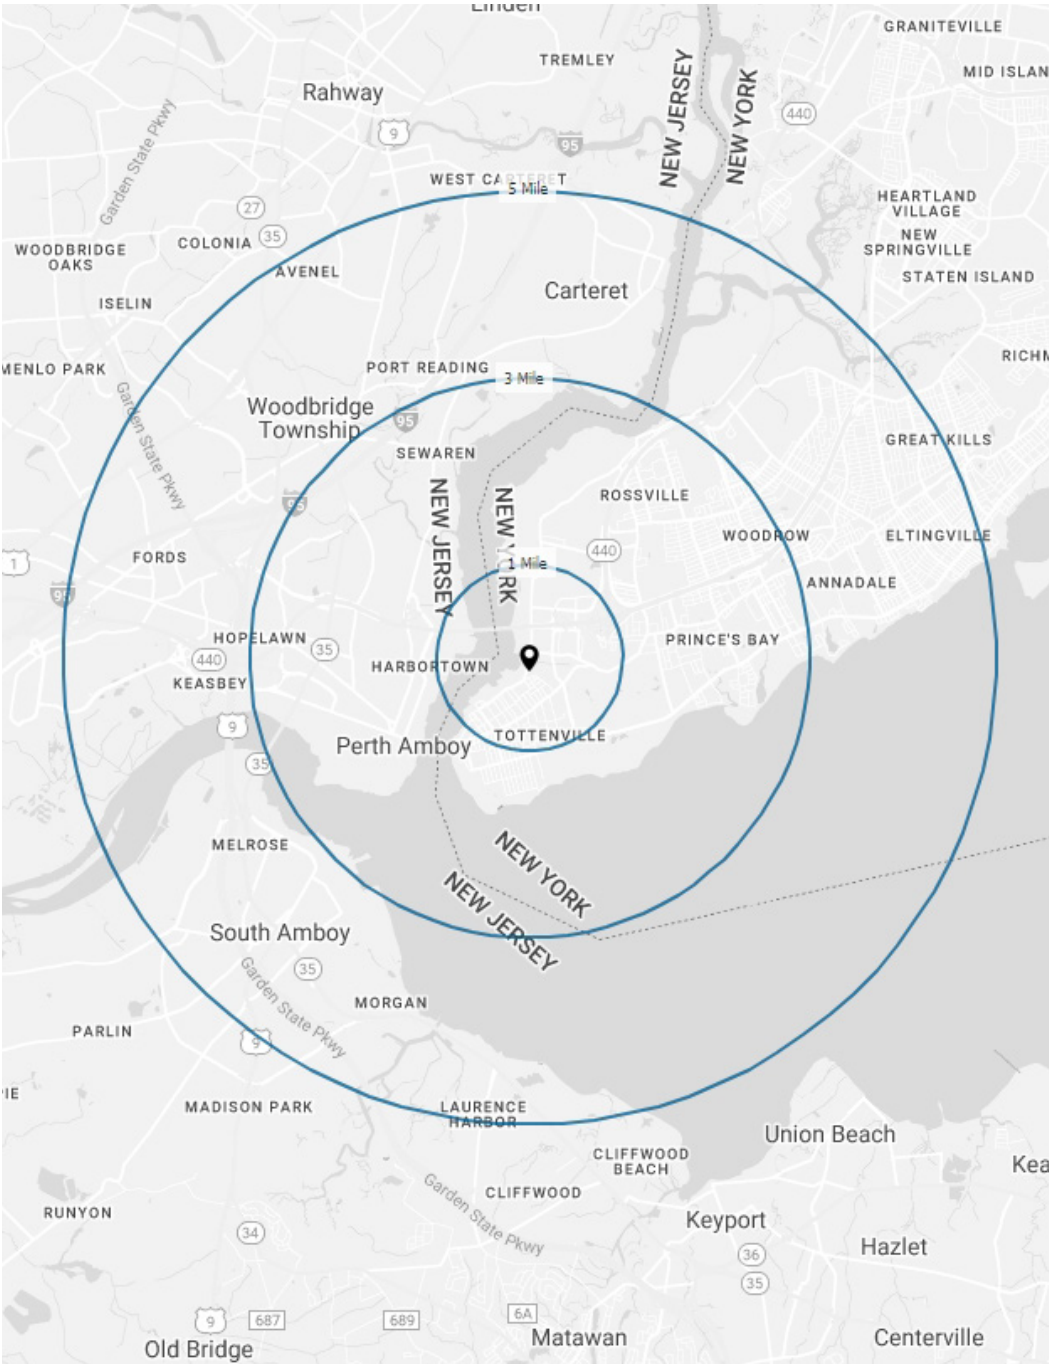 Linden
GRANITEVILLE
TREMLEY
MID ISLAN
Rahway
NEW JERSEY
NEW YORK
440
9
95
Garden State Pkwy
WEST CARTERET
5 Mile
27
35
HEARTLAND
VILLAGE
COLONIA
WOODBRIDGE
OAKS
NEW
SPRINGVILLE
AVENEL
STATEN ISLAND
Carteret
ISELIN
RICHM
MENLO PARK
PORT READING
3 Mile
Woodbridge
Township
95
Garden State Pkwy
GREAT KILLS
SEWAREN
NEW JERSEY
NEW YORK
ROSSVILLE
95
WOODROW
ELTINGVILLE
440
1
FORDS
1 Mile
ANNADALE
95
HOPELAWN
35
PRINCE'S BAY
440
HARBORTOWN
KEASBEY
9
TOTTENVILLE
Perth Amboy
35
MELROSE
NEW YORK
NEW JERSEY
South Amboy
35
Garden State Pkwy
MORGAN
PARLIN
9
IE
MADISON PARK
LAURENCE
HARBOR
Union Beach
CLIFFWOOD
BEACH
Kea
CLIFFWOOD
RUNYON
Garden State Pkwy
Keyport
34
Hazlet
36
35
9
687
689
6A
Matawan
Centerville
Old Bridge